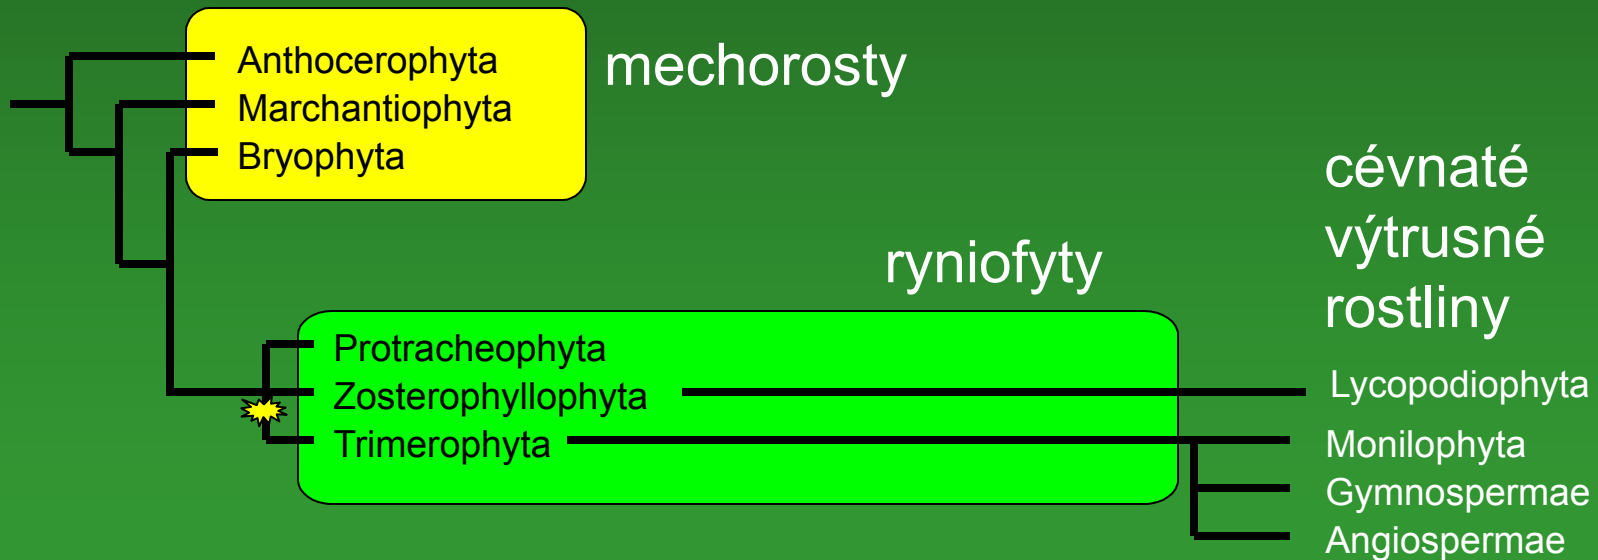 Anthocerophyta
Marchantiophyta
Bryophyta
mechorosty
ryniofyty
cévnaté
výtrusné
rostliny
Protracheophyta
Zosterophyllophyta
Trimerophyta
Lycopodiophyta
Monilophyta
Gymnospermae
Angiospermae